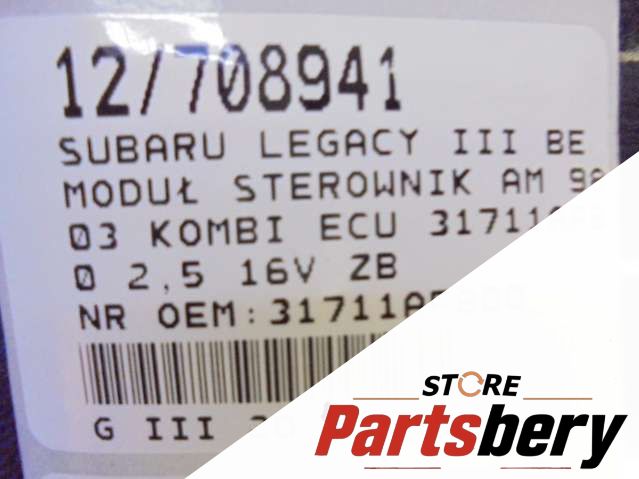 12/708941
SUBARU LEGACY III BE
MODUŁ STEROWNIK AM
03 KOMBI ECU
0 2,5 16V ZB
NR OEM:
G III
STORE
Partsbery